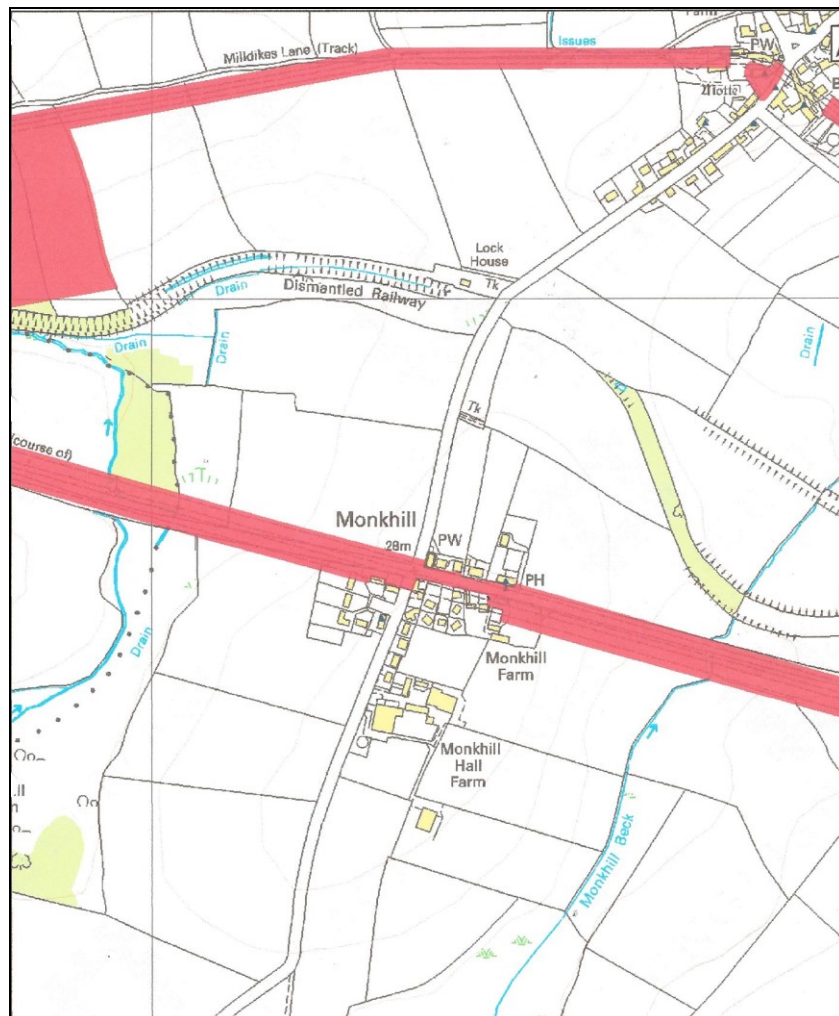 Farm
PW
A
Milldikes Lane (Track)
Issues
Motte
Lock
House
Tk
Drain
Dismantled Railway
Drain
Drain
Drain
Tk
(course of)
Monkhill
28m
PW
PH
Drain
Monkhill
Farm
Monkhill
Hall
Farm
Monkhill Beck